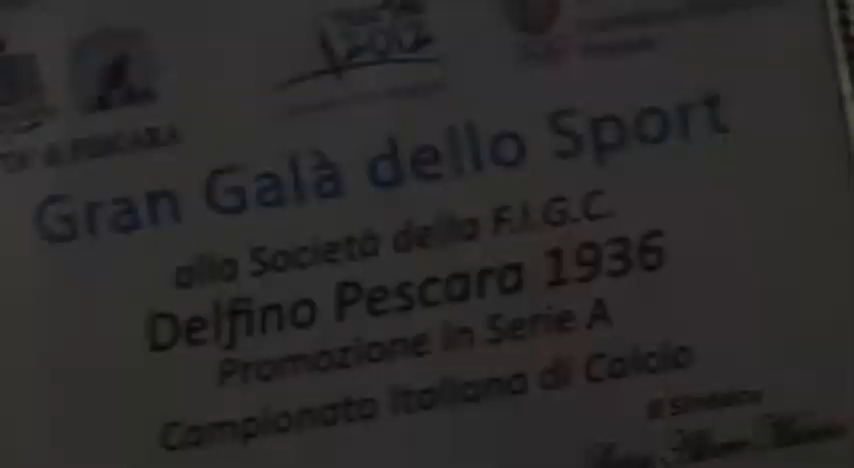 PESCARA
Gran Galà dello Sport
alla Società della F.I.G.C.
Delfino Pescara 1936
Promozione in Serie A
Campionato Italiano di Calcio
Il Sindaco